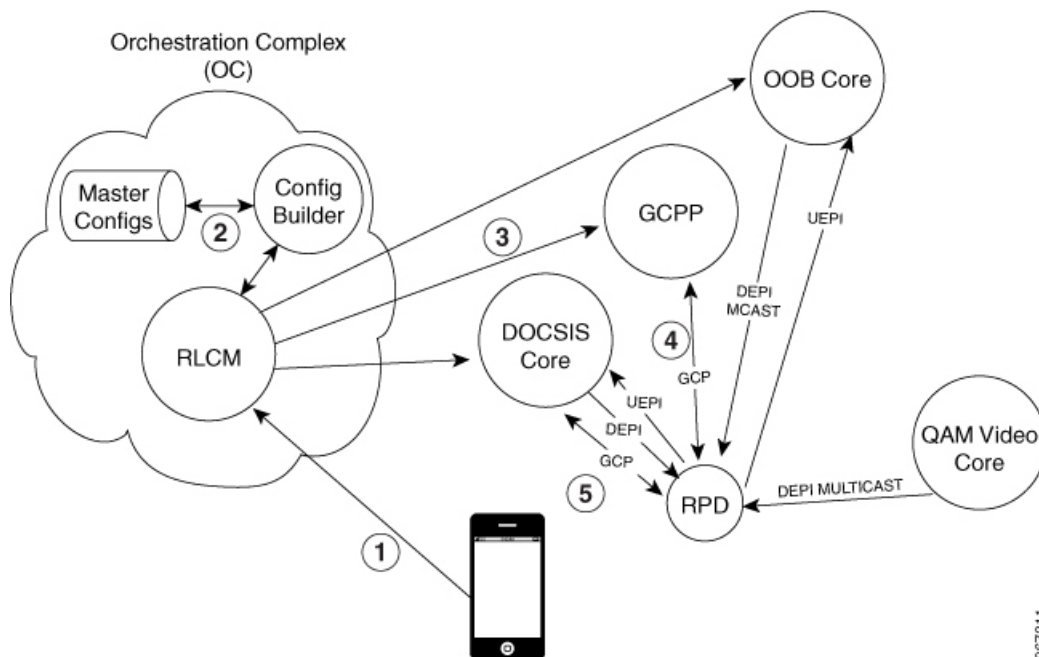 Orchestration Complex
(OC)
OOB Core
Master
Configs
Config
Builder
2
GCPP
3
UEPI
DEPI
MCAST
RLCM
DOCSIS
Core
4
GCP
UEPI
DEPI
GCP
QAM Video
Core
5
RPD
DEPI MULTICAST
1